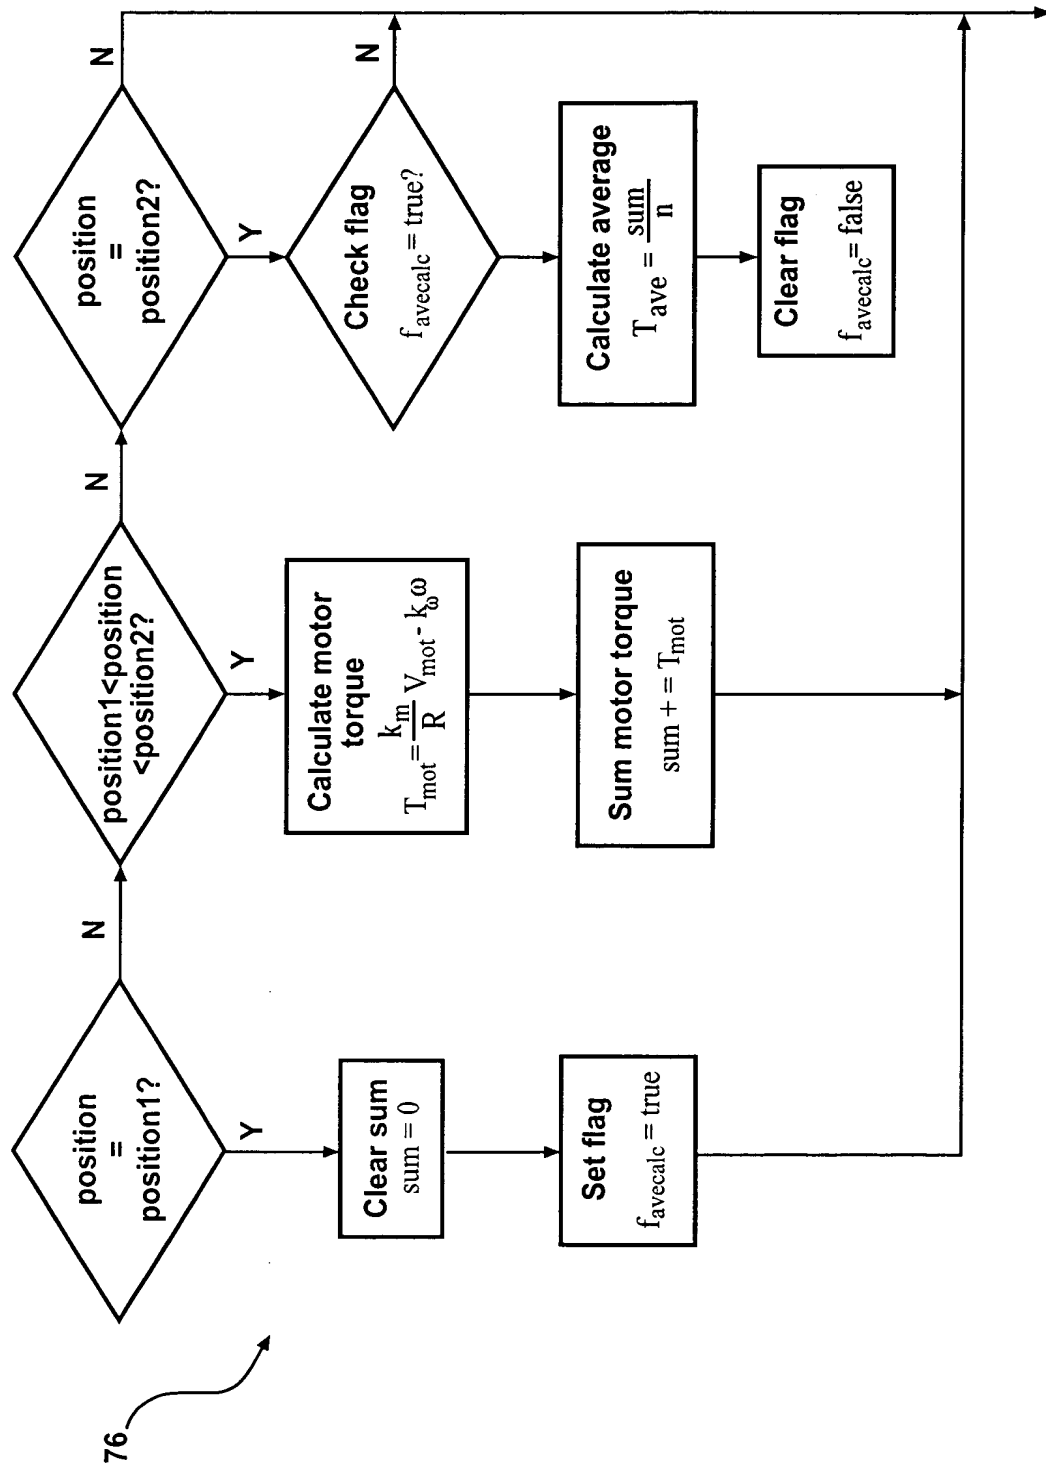 76
position
=
position1?
N
Y
Clear sum
sum = 0
Set flag
f_avecalc = true
position1<position
<position2?
N
Y
Calculate motor
torque
T_mot = k_m/R V_mot - k_ω ω
Sum motor torque
sum + = T_mot
position
=
position2?
N
Y
Check flag
f_avecalc = true?
N
Calculate average
T_ave = sum/n
Clear flag
f_avecalc = false